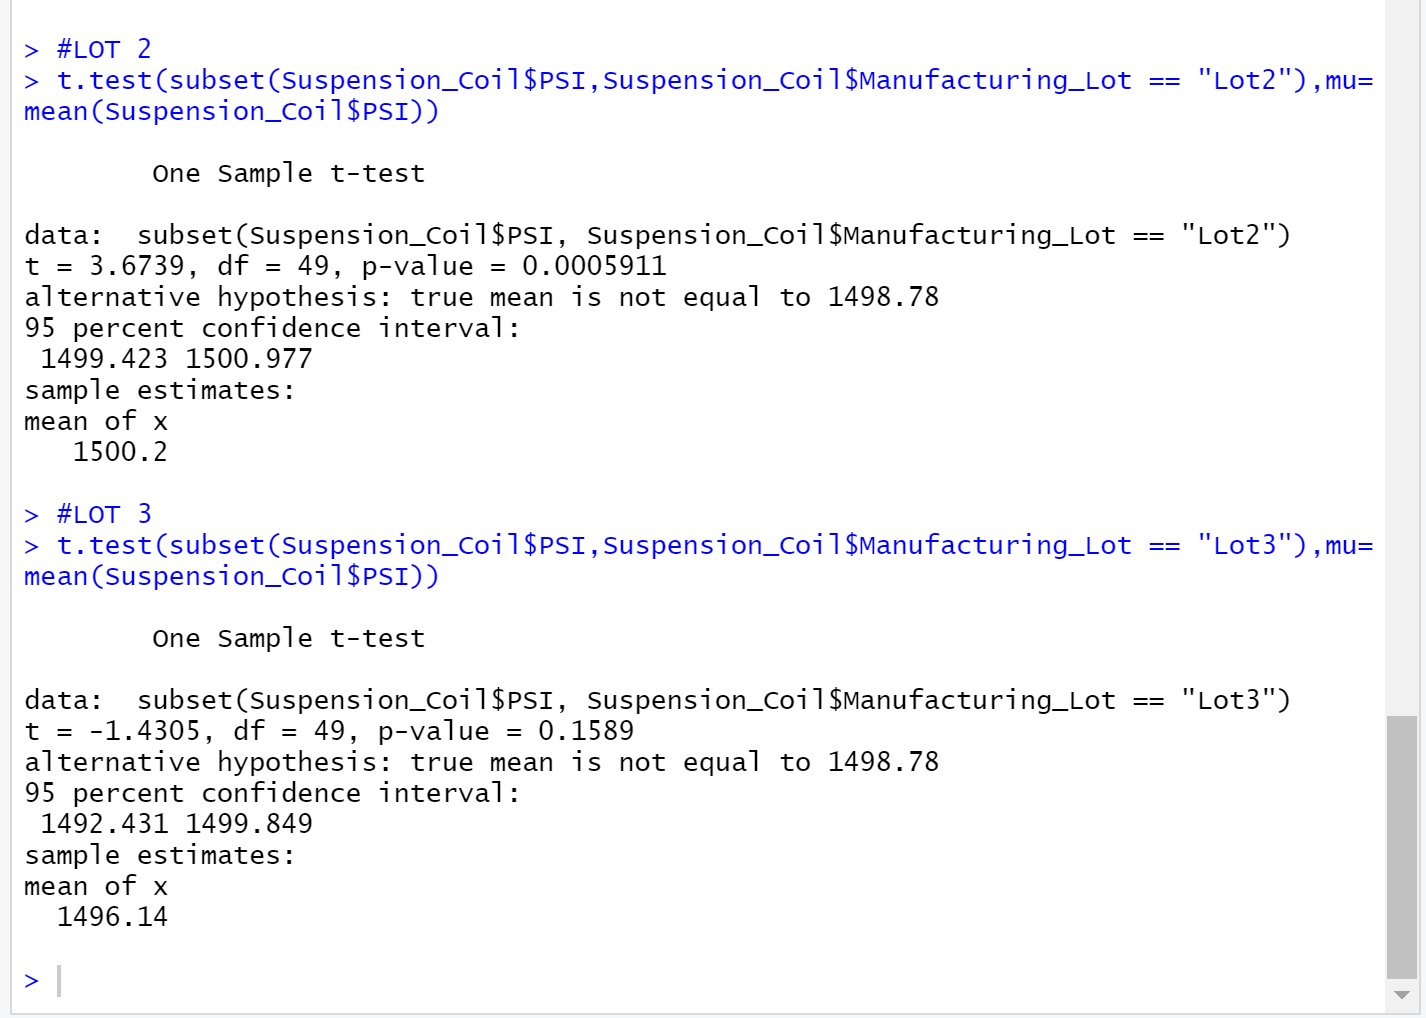 > #LOT 2
> t.test(subset(Suspension_Coil$PSI,Suspension_Coil$Manufacturing_Lot == "Lot2"),mu=
mean(Suspension_Coil$PSI))
One Sample t-test
data:  subset(Suspension_Coil$PSI, Suspension_Coil$Manufacturing_Lot == "Lot2")
t = 3.6739, df = 49, p-value = 0.0005911
alternative hypothesis: true mean is not equal to 1498.78
95 percent confidence interval:
1499.423 1500.977
sample estimates:
mean of x
1500.2
> #LOT 3
> t.test(subset(Suspension_Coil$PSI,Suspension_Coil$Manufacturing_Lot == "Lot3"),mu=
mean(Suspension_Coil$PSI))
One Sample t-test
data:  subset(Suspension_Coil$PSI, Suspension_Coil$Manufacturing_Lot == "Lot3")
t = -1.4305, df = 49, p-value = 0.1589
alternative hypothesis: true mean is not equal to 1498.78
95 percent confidence interval:
1492.431 1499.849
sample estimates:
mean of x
1496.14
>